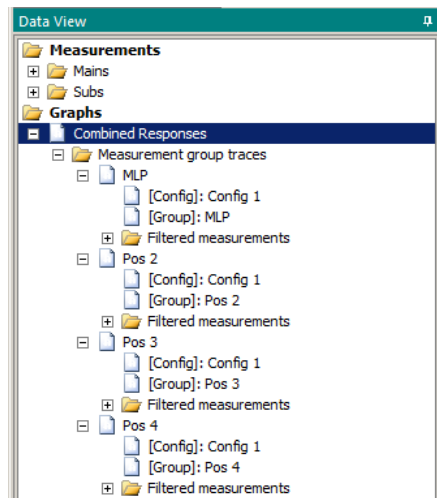 Data View
Measurements
Mains
Subs
Graphs
Combined Responses
Measurement group traces
MLP
[Config]: Config 1
[Group]: MLP
Filtered measurements
Pos 2
[Config]: Config 1
[Group]: Pos 2
Filtered measurements
Pos 3
[Config]: Config 1
[Group]: Pos 3
Filtered measurements
Pos 4
[Config]: Config 1
[Group]: Pos 4
Filtered measurements